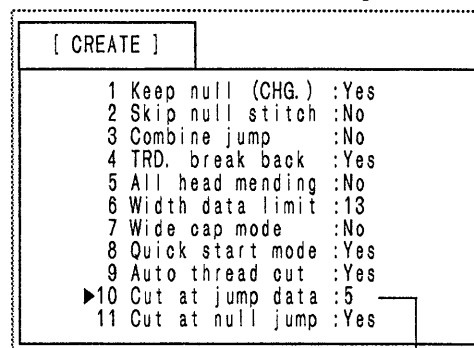 [ CREATE ]
1 Keep null (CHG.) :Yes
2 Skip null stitch :No
3 Combine jump :No
4 TRD. break back :Yes
5 All head mending :No
6 Width data limit :13
7 Wide cap mode :No
8 Quick start mode :Yes
9 Auto thread cut :Yes
▶10 Cut at jump data :5
11 Cut at null jump :Yes